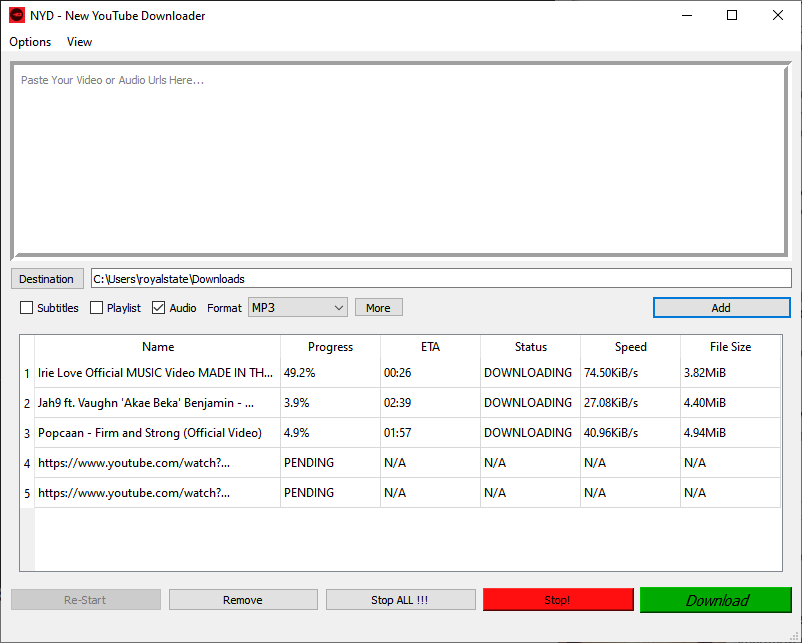 NYD - New YouTube Downloader
Options View
Paste Your Video or Audio Urls Here...
Destination C:\Users\royalstate\Downloads
Subtitles Playlist Audio Format MP3 More Add
Name Progress ETA Status Speed File Size
1 Irie Love Official MUSIC Video MADE IN TH... 49.2% 00:26 DOWNLOADING 74.50KiB/s 3.82MiB
2 Jah9 ft. Vaughn 'Akae Beka' Benjamin - ... 3.9% 02:39 DOWNLOADING 27.08KiB/s 4.40MiB
3 Popcaan - Firm and Strong (Official Video) 4.9% 01:57 DOWNLOADING 40.96KiB/s 4.94MiB
4 https://www.youtube.com/watch?... PENDING N/A N/A N/A N/A
5 https://www.youtube.com/watch?... PENDING N/A N/A N/A N/A
Re-Start Remove Stop ALL !!! Stop! Download